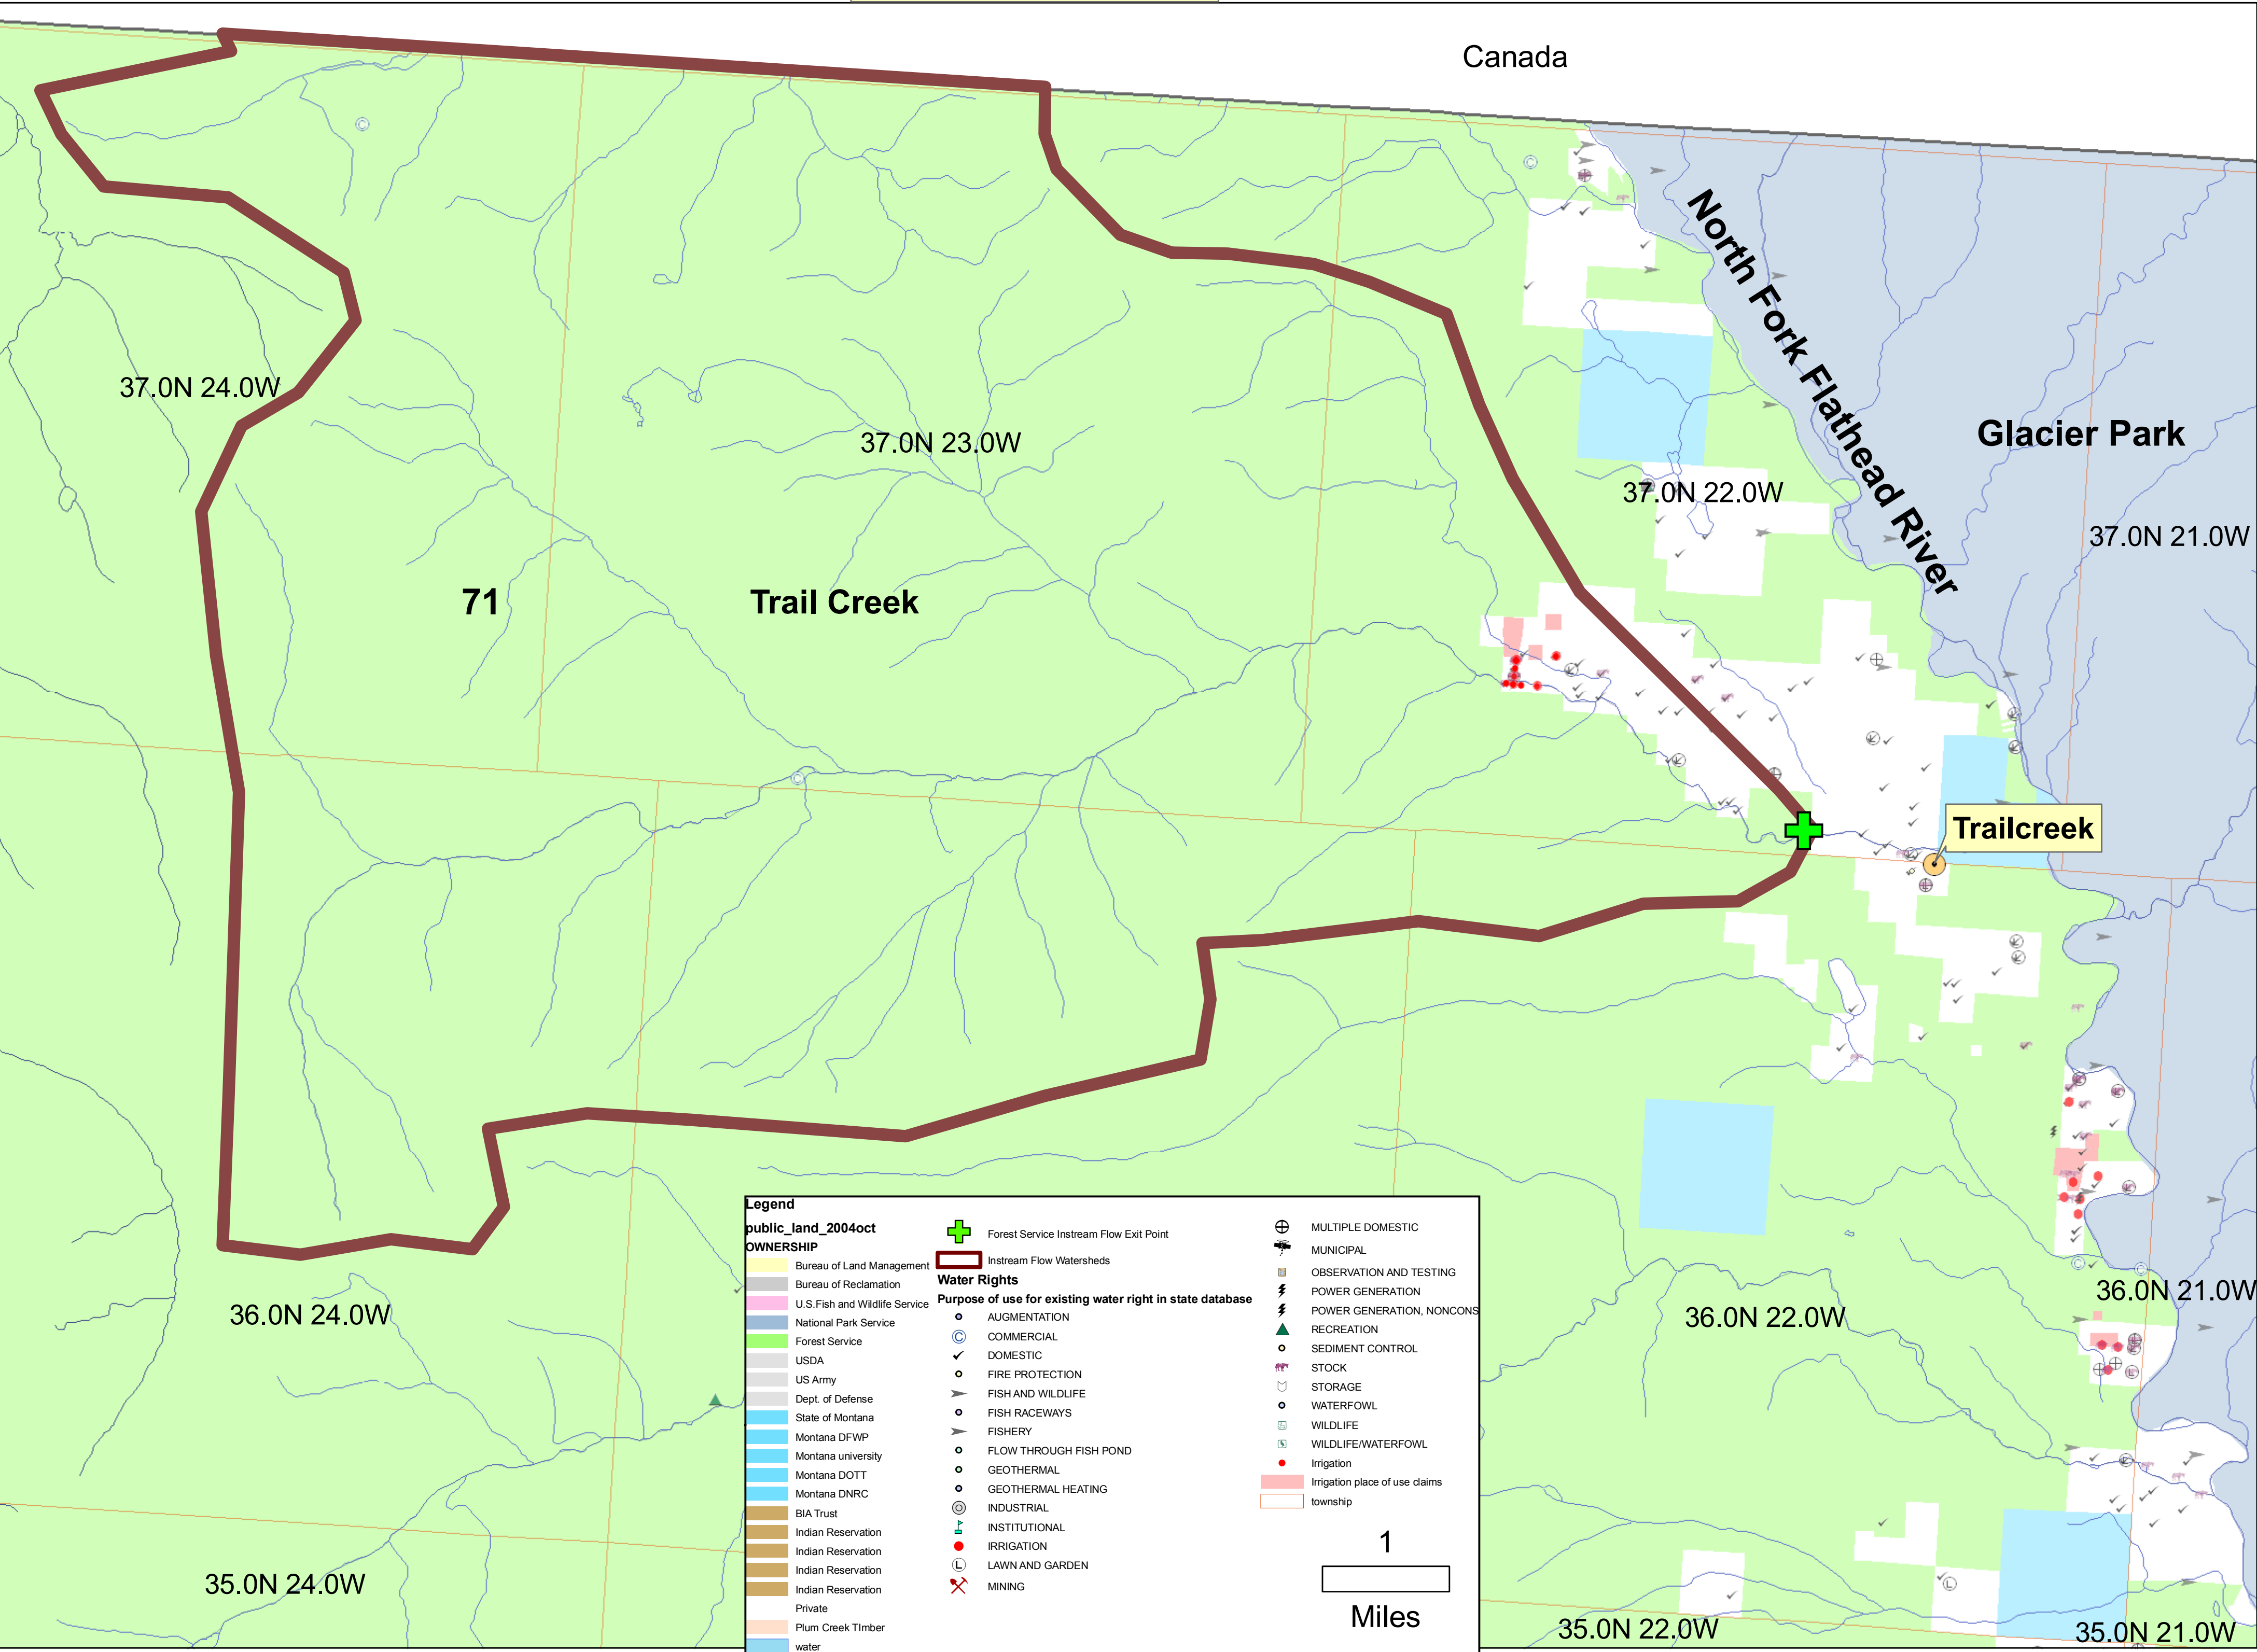 Canada
North Fork Flathead River
Glacier Park
37.0N 24.0W
37.0N 23.0W
37.0N 22.0W
37.0N 21.0W
71
Trail Creek
Trailcreek
36.0N 24.0W
36.0N 22.0W
36.0N 21.0W
35.0N 24.0W
35.0N 22.0W
35.0N 21.0W
Legend
public_land_2004oct
OWNERSHIP
Bureau of Land Management
Bureau of Reclamation
U.S.Fish and Wildlife Service
National Park Service
Forest Service
USDA
US Army
Dept. of Defense
State of Montana
Montana DFWP
Montana university
Montana DOTT
Montana DNRC
BIA Trust
Indian Reservation
Indian Reservation
Indian Reservation
Indian Reservation
Private
Plum Creek TImber
water
Forest Service Instream Flow Exit Point
Instream Flow Watersheds
Water Rights
Purpose of use for existing water right in state database
AUGMENTATION
COMMERCIAL
DOMESTIC
FIRE PROTECTION
FISH AND WILDLIFE
FISH RACEWAYS
FISHERY
FLOW THROUGH FISH POND
GEOTHERMAL
GEOTHERMAL HEATING
INDUSTRIAL
INSTITUTIONAL
IRRIGATION
LAWN AND GARDEN
MINING
MULTIPLE DOMESTIC
MUNICIPAL
OBSERVATION AND TESTING
POWER GENERATION
POWER GENERATION, NONCONS
RECREATION
SEDIMENT CONTROL
STOCK
STORAGE
WATERFOWL
WILDLIFE
WILDLIFE/WATERFOWL
Irrigation
Irrigation place of use claims
township
1
Miles